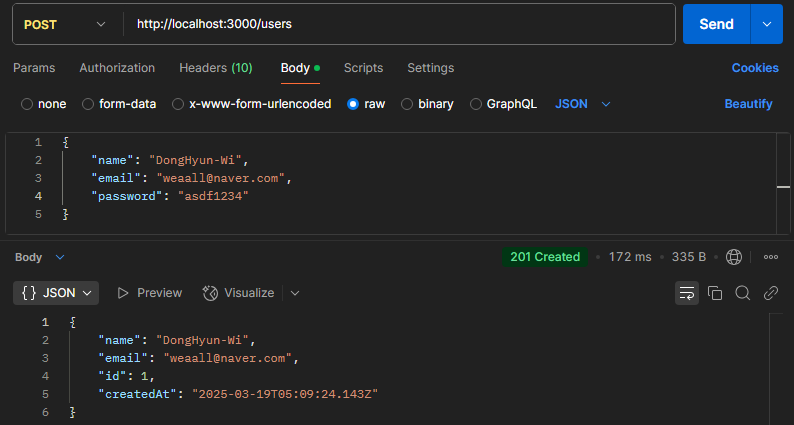 POST http://localhost:3000/users Send
Params Authorization Headers (10) Body Scripts Settings Cookies
none form-data x-www-form-urlencoded raw binary GraphQL JSON Beautify
1 {
2 "name": "DongHyun-Wi",
3 "email": "weaall@naver.com",
4 "password": "asdf1234"
5 }
Body 201 Created 172 ms 335 B
{} JSON Preview Visualize
1 {
2 "name": "DongHyun-Wi",
3 "email": "weaall@naver.com",
4 "id": 1,
5 "createdAt": "2025-03-19T05:09:24.143Z"
6 }